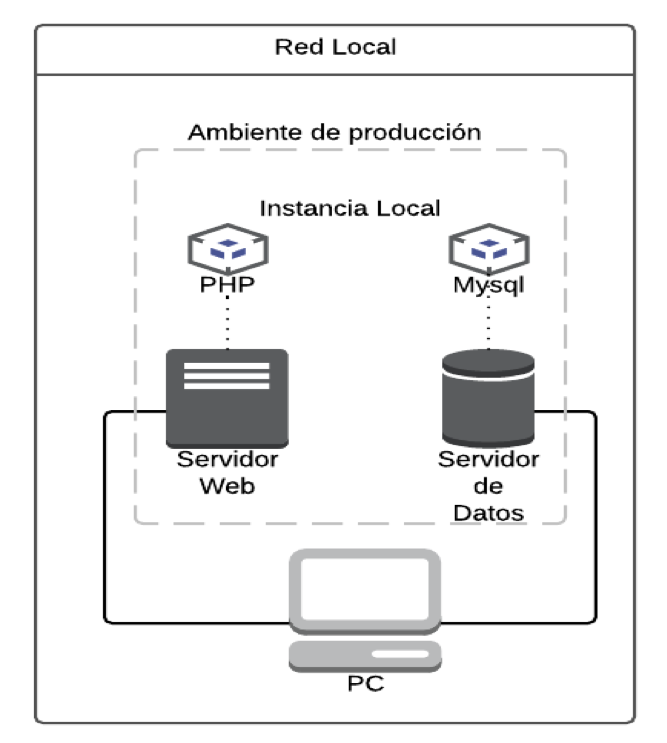 Red Local
Ambiente de producción
Instancia Local
PHP
Mysql
Servidor
Web
Servidor
de
Datos
PC